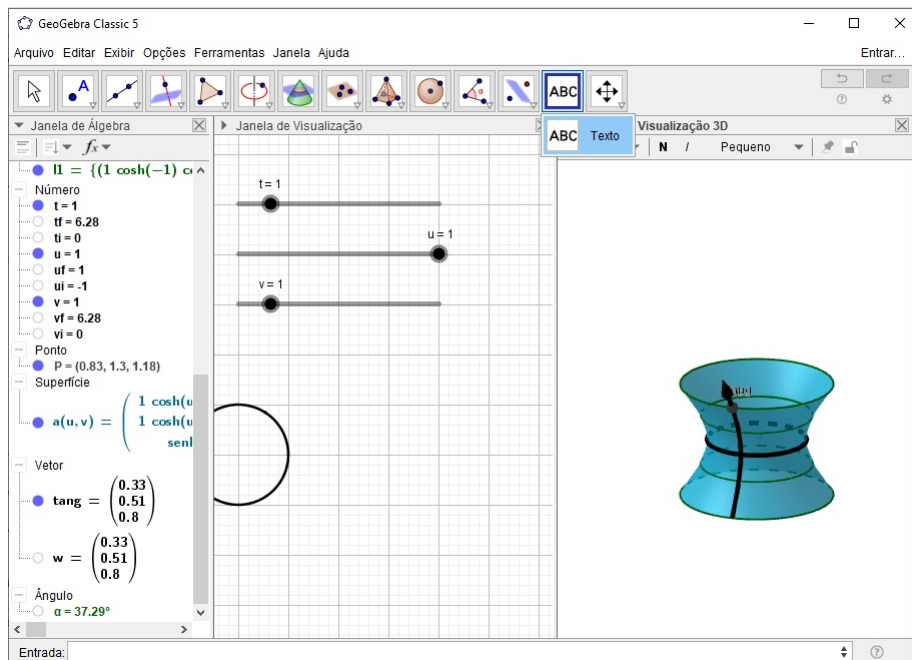 GeoGebra Classic 5
Arquivo Editar Exibir Opções Ferramentas Janela Ajuda
Entrar...
A
α
ABC
ABC Texto
Janela de Álgebra
Janela de Visualização
Visualização 3D
fx
N I Pequeno
l1 = {(1 cosh(−1) c
Número
t = 1
tf = 6.28
ti = 0
u = 1
uf = 1
ui = -1
v = 1
vf = 6.28
vi = 0
Ponto
P = (0.83, 1.3, 1.18)
Superfície
a(u,v) = ( 1 cosh(u
1 cosh(u
senh
Vetor
tang = (0.33
0.51
0.8)
w = (0.33
0.51
0.8)
Ângulo
α = 37.29º
t = 1
u = 1
v = 1
Entrada: